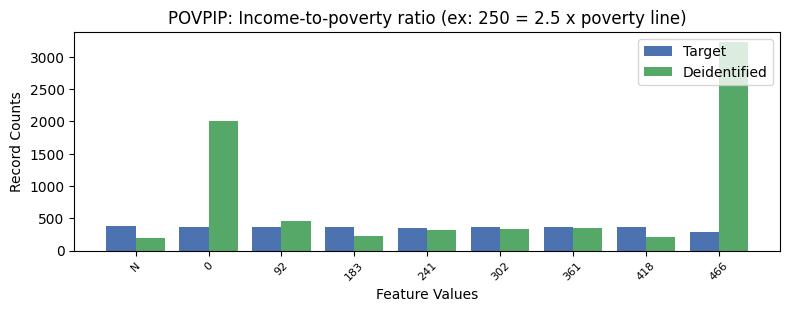 POVPIP: Income-to-poverty ratio (ex: 250 = 2.5 x poverty line)
Target
Deidentified
Record Counts
3000
2500
2000
1500
1000
500
0
N 0 92 183 241 302 361 418 466
Feature Values